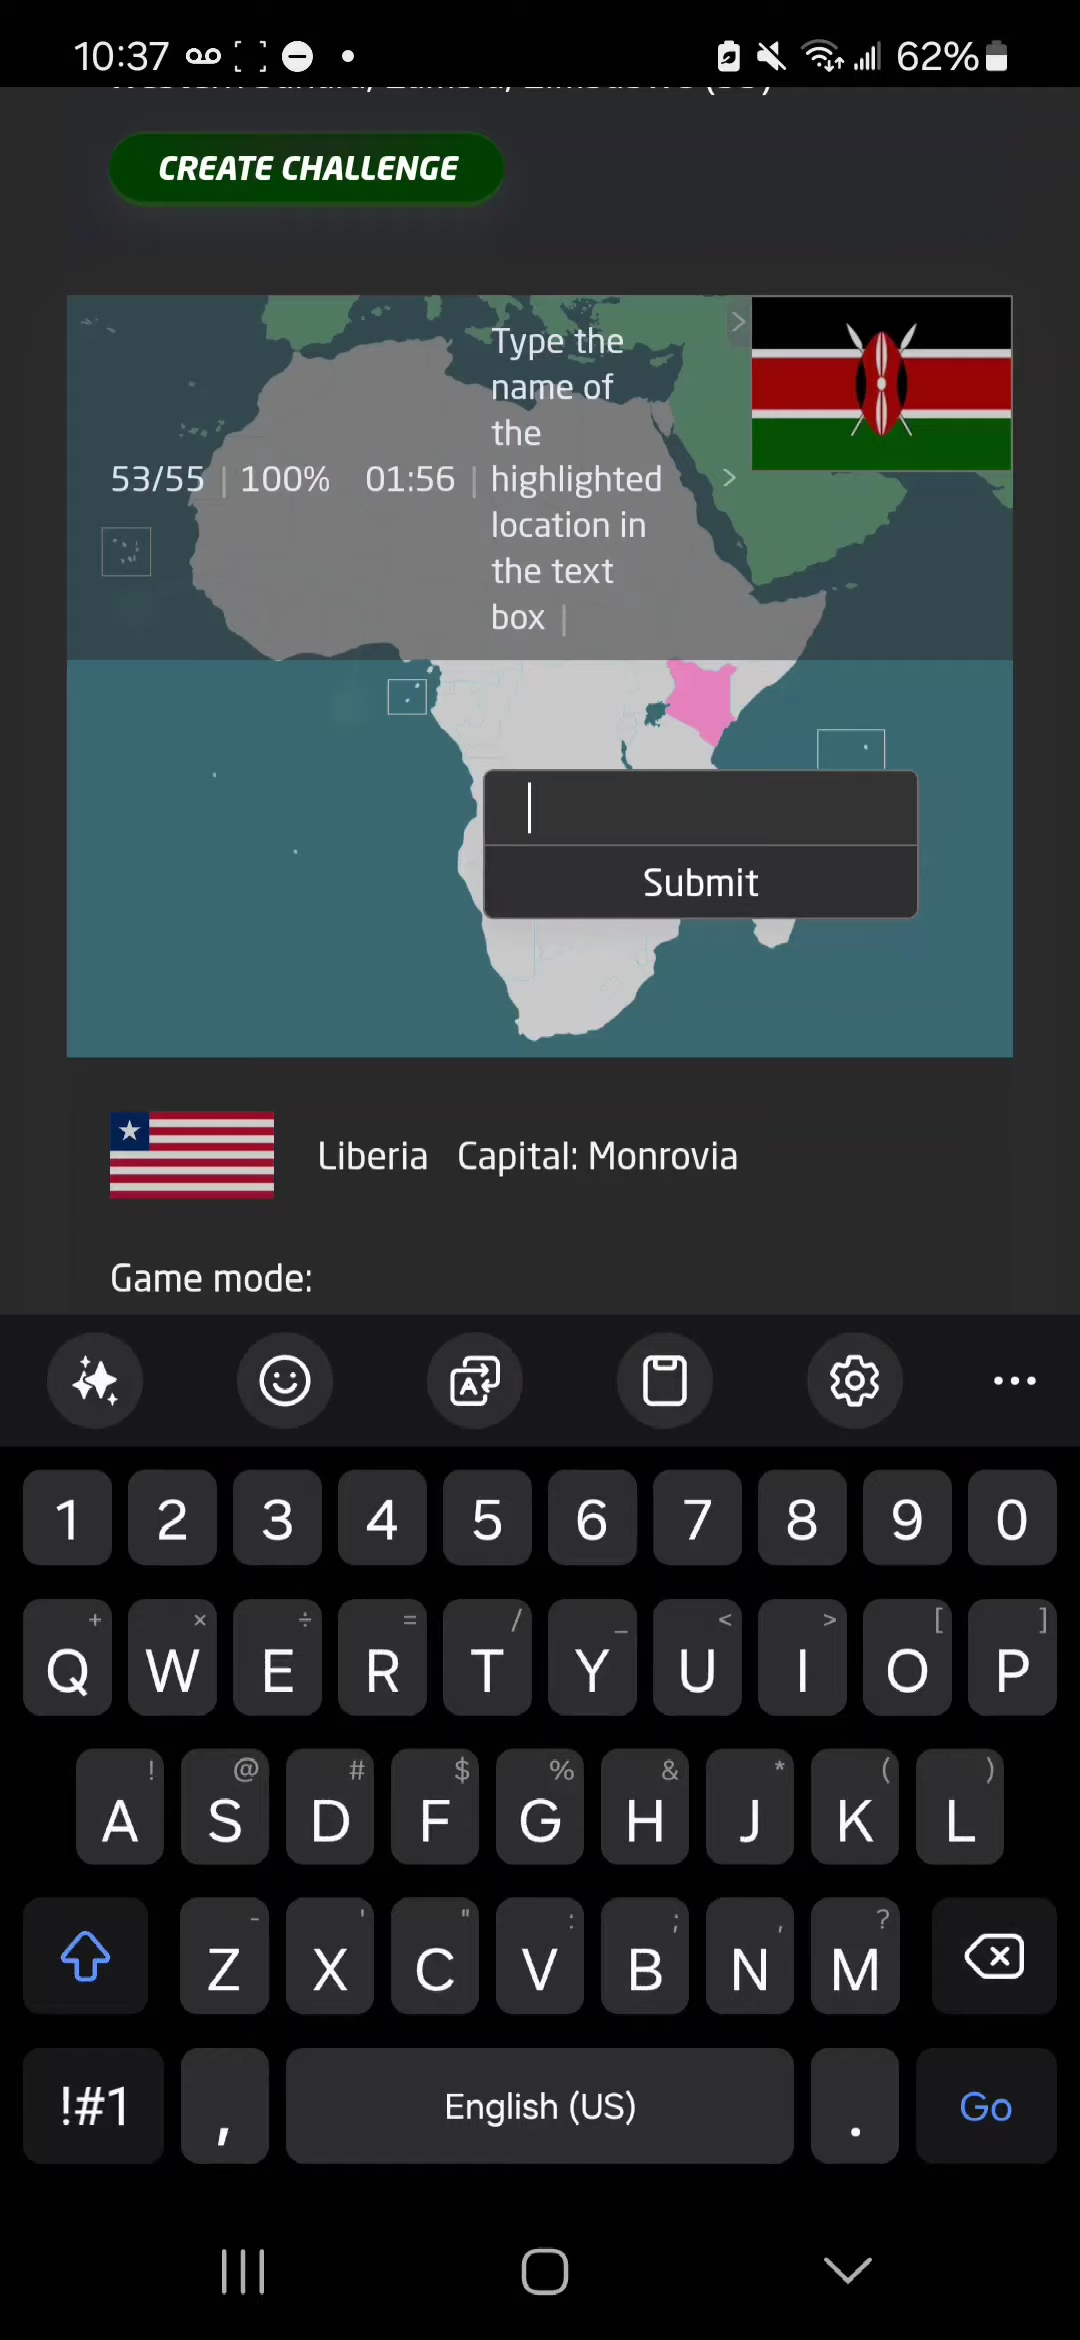 10:37 62%
CREATE CHALLENGE
Type the
name of
the
53/55 | 100% 01:56 | highlighted
location in
the text
box |
Submit
Liberia Capital: Monrovia
Game mode:
1 2 3 4 5 6 7 8 9 0
+ × ÷ = / _ < > [ ]
Q W E R T Y U I O P
! @ # $ % & * ( )
A S D F G H J K L
- ' " : ; , ?
Z X C V B N M
!#1 , English (US) . Go